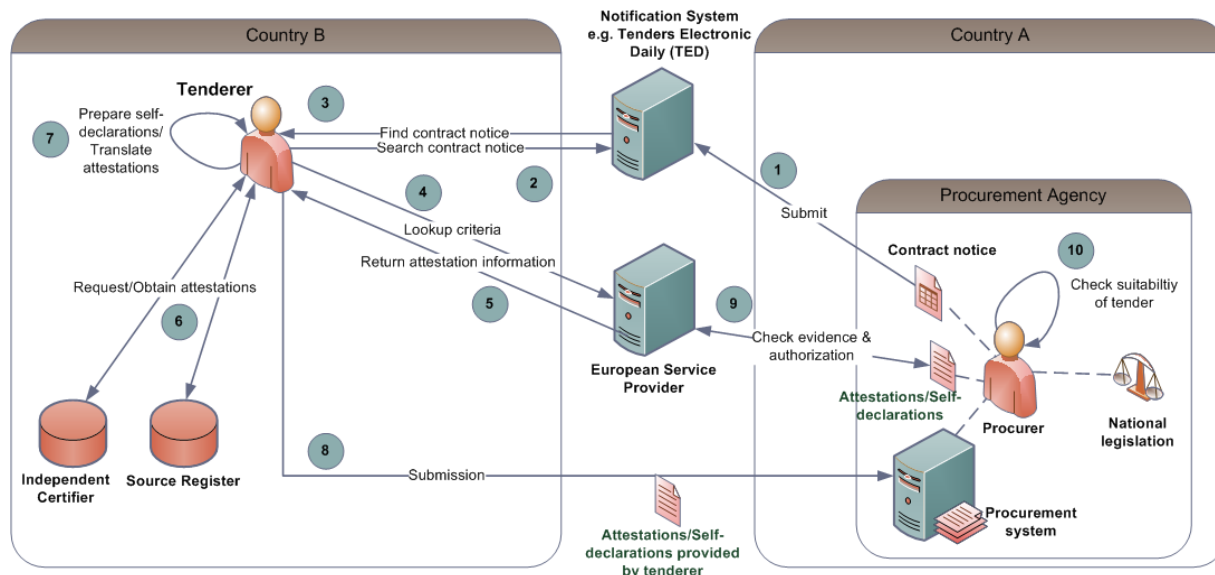 Notification System
e.g. Tenders Electronic
Daily (TED)
Country B
Country A
Tenderer
3
7
Prepare self-
declarations/
Translate
attestations
Find contract notice
Search contract notice
2
1
Procurement Agency
4
Submit
Lookup criteria
Contract notice
10
Return attestation information
Check suitabiltiy
of tender
Request/Obtain attestations
5
9
6
Check evidence &
authorization
European Service
Provider
Attestations/Self-
declarations
Procurer
National
legislation
8
Independent
Certifier
Source Register
Submission
Procurement
system
Attestations/Self-
declarations provided
by tenderer